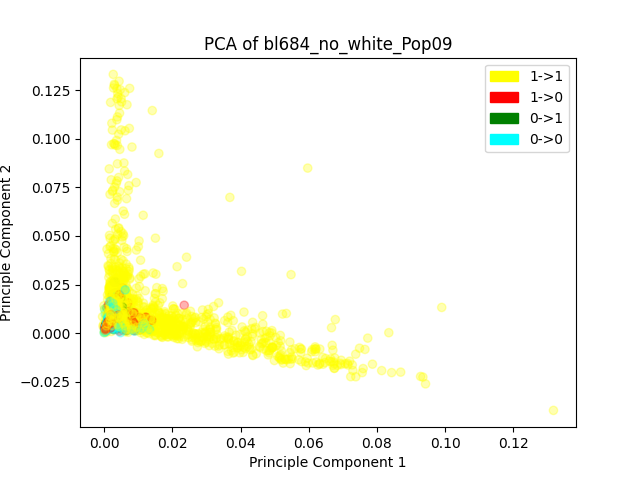 PCA of bl684_no_white_Pop09
Principle Component 2
0.125
0.100
0.075
0.050
0.025
0.000
−0.025
0.00 0.02 0.04 0.06 0.08 0.10 0.12
Principle Component 1
1->1
1->0
0->1
0->0